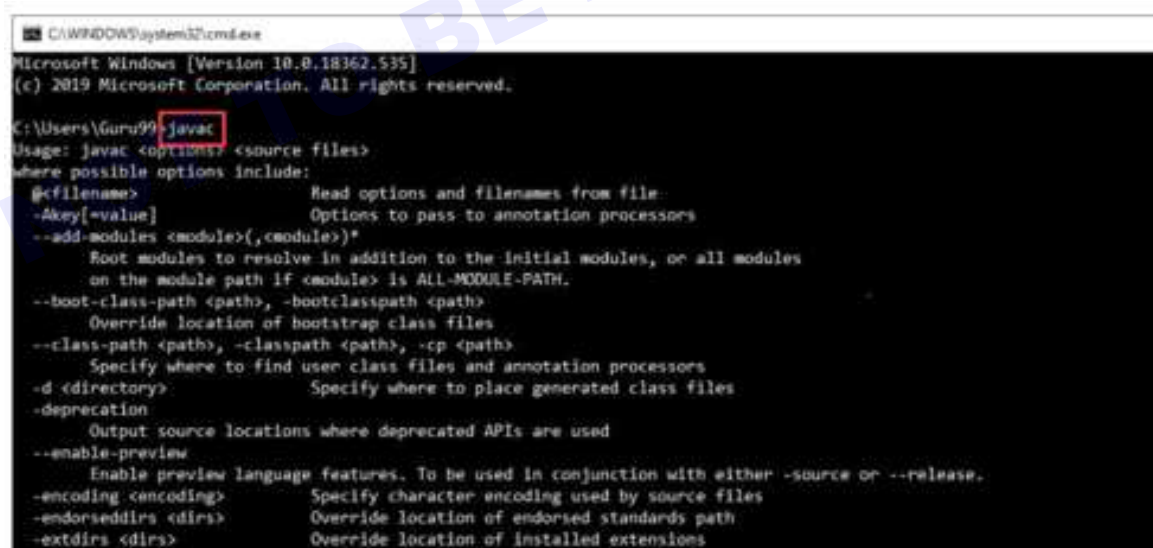 C:\WINDOWS\system32\cmd.exe
Microsoft Windows [Version 10.0.18362.535]
(c) 2019 Microsoft Corporation. All rights reserved.
C:\Users\Guru99>javac
Usage: javac <options> <source files>
where possible options include:
@<filename> Read options and filenames from file
-Akey[=value] Options to pass to annotation processors
--add-modules <module>(,<module>)*
Root modules to resolve in addition to the initial modules, or all modules
on the module path if <module> is ALL-MODULE-PATH.
--boot-class-path <path>, -bootclasspath <path>
Override location of bootstrap class files
--class-path <path>, -classpath <path>, -cp <path>
Specify where to find user class files and annotation processors
-d <directory> Specify where to place generated class files
-deprecation
Output source locations where deprecated APIs are used
--enable-preview
Enable preview language features. To be used in conjunction with either -source or --release.
-encoding <encoding> Specify character encoding used by source files
-endorseddirs <dirs> Override location of endorsed standards path
-extdirs <dirs> Override location of installed extensions
TO BE